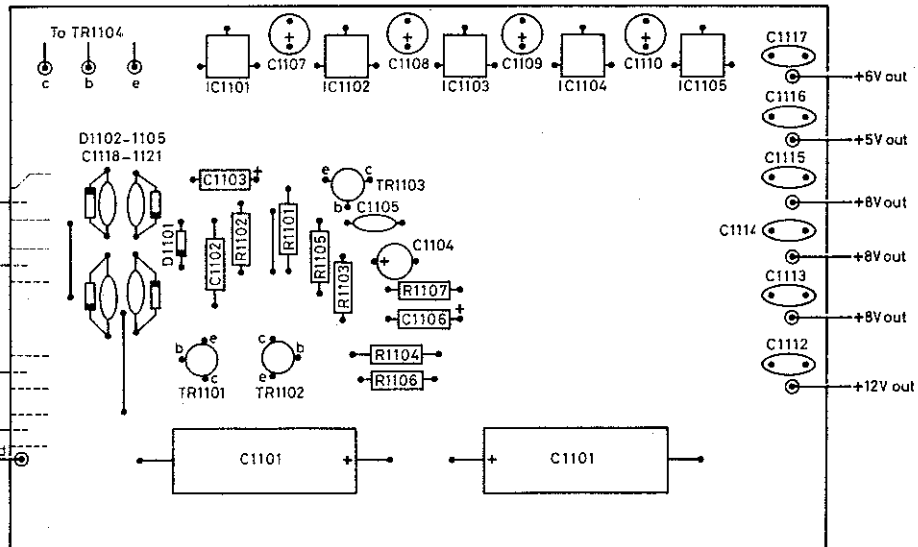 To TR1104
c b e
C1107
C1108
C1109
C1110
IC1101
IC1102
IC1103
IC1104
IC1105
C1117
+6V out
C1116
+5V out
C1115
+8V out
C1114
+8V out
C1113
+8V out
C1112
+12V out
D1102-1105
C1118-1121
+
C1103
e c
TR1103
b
C1105
D1101
C1102
R1102
R1101
R1105
R1103
C1104
+
R1107
C1106
+
R1104
R1106
b e c
TR1101
c b e
TR1102
C1101 +
+ C1101